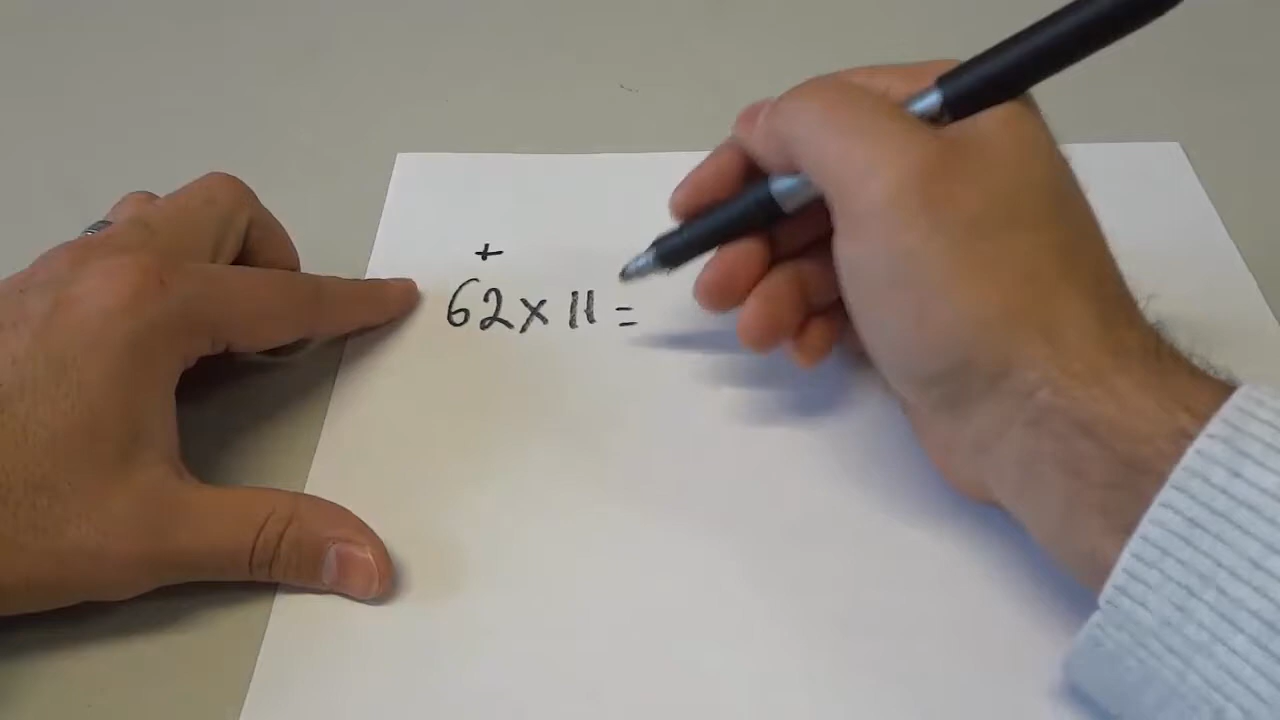 +
62 x 11 =